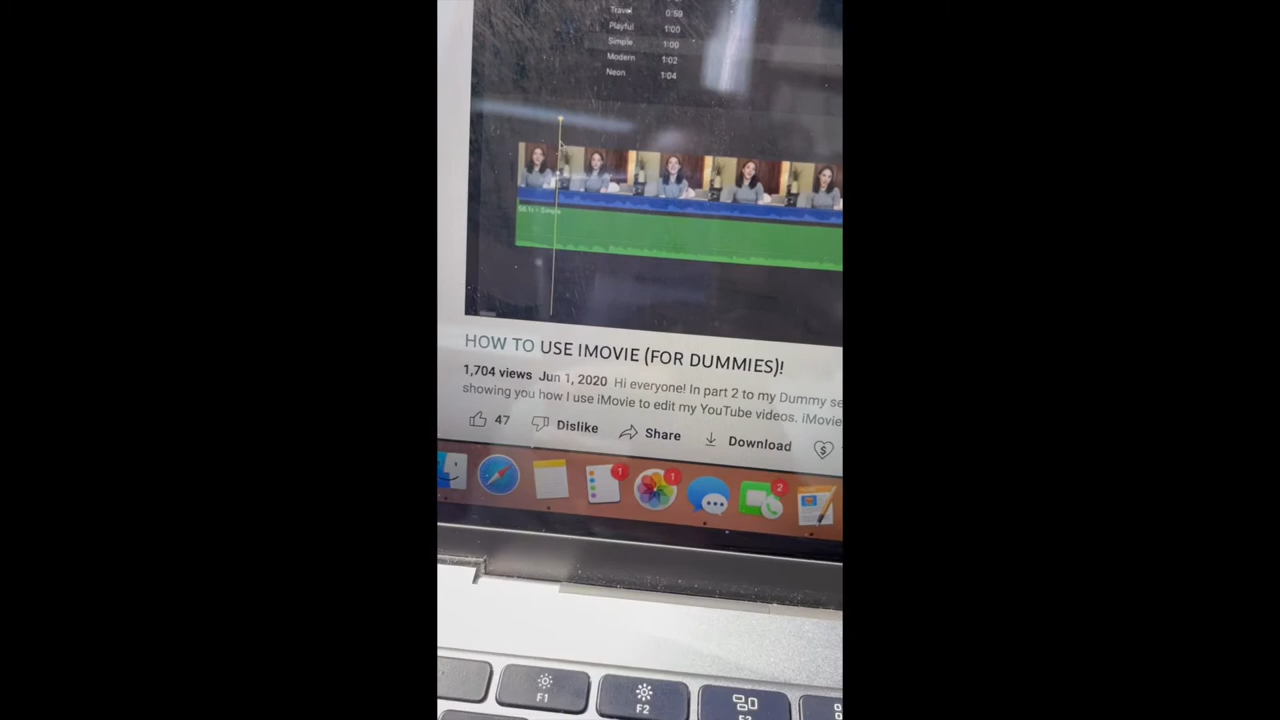 Travel 0:59
Playful 1:00
Simple 1:00
Modern 1:02
Neon 1:04
HOW TO USE IMOVIE (FOR DUMMIES)!
1,704 views Jun 1, 2020 Hi everyone! In part 2 to my Dummy se
showing you how I use iMovie to edit my YouTube videos. iMovie
47 Dislike Share Download
1 1 2
F1 F2 F3